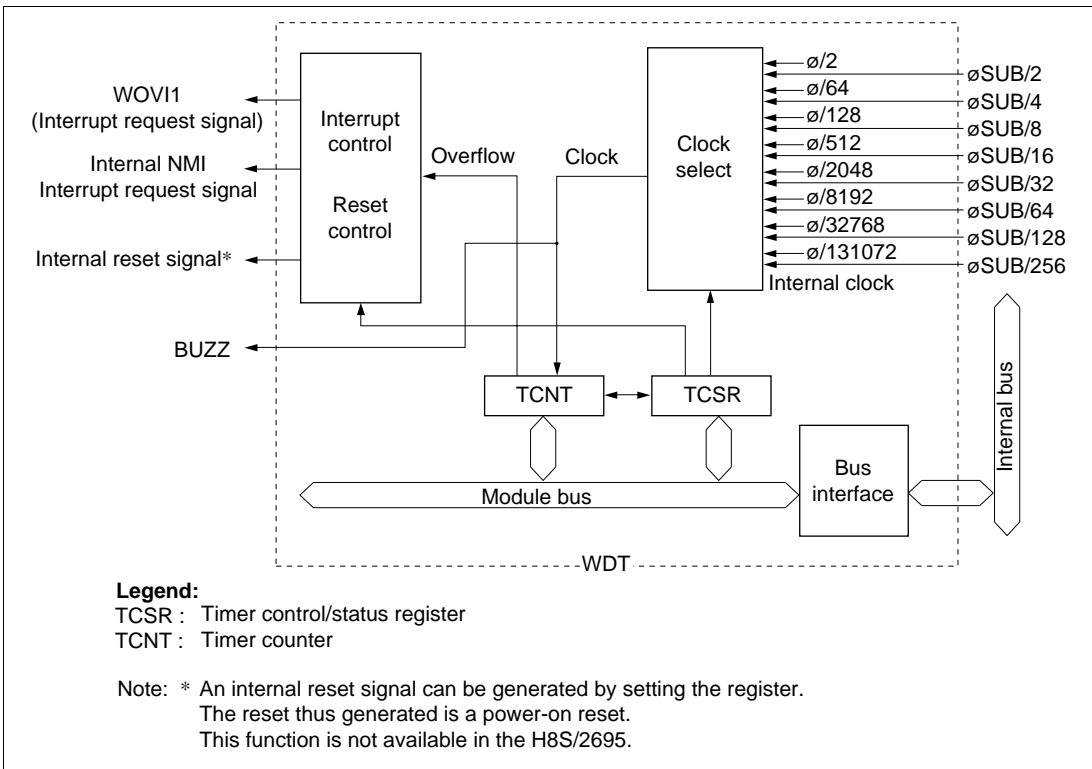 WOVI1
(Interrupt request signal)
Internal NMI
Interrupt request signal
Internal reset signal*
BUZZ
Interrupt
control
Reset
control
Overflow
Clock
Clock
select
ø/2
ø/64
ø/128
ø/512
ø/2048
ø/8192
ø/32768
ø/131072
Internal clock
øSUB/2
øSUB/4
øSUB/8
øSUB/16
øSUB/32
øSUB/64
øSUB/128
øSUB/256
TCNT
TCSR
Module bus
Bus
interface
Internal bus
WDT
Legend:
TCSR : Timer control/status register
TCNT : Timer counter
Note: * An internal reset signal can be generated by setting the register.
The reset thus generated is a power-on reset.
This function is not available in the H8S/2695.